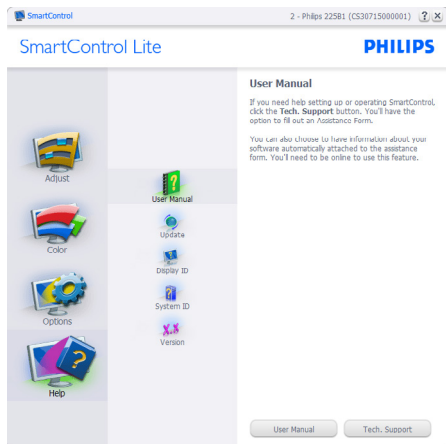 SmartControl
2 - Philips 225B1 (CS30715000001)
? ×
SmartControl Lite
PHILIPS
Adjust
Color
Options
Help
User Manual
Update
Display ID
System ID
X.X
Version
User Manual
If you need help setting up or operating SmartControl,
click the Tech. Support button. You'll have the
option to fill out an Assistance Form.
You can also choose to have information about your
software automatically attached to the assistance
form. You'll need to be online to use this feature.
User Manual
Tech. Support